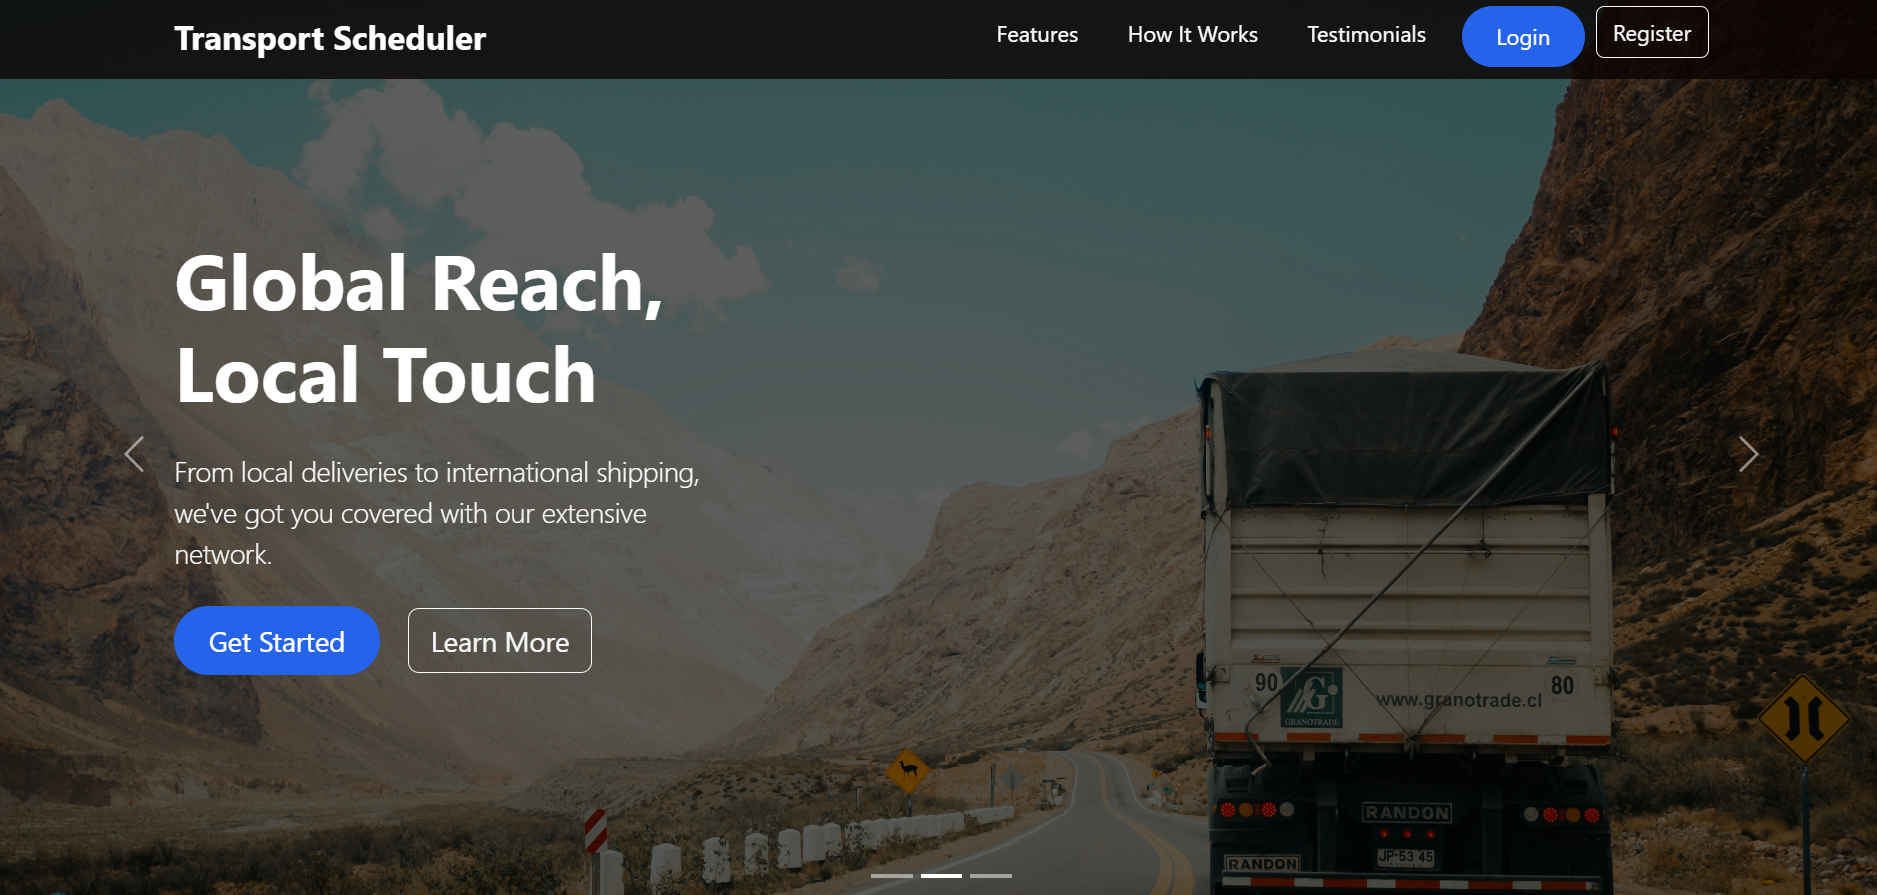 Transport Scheduler
Features
How It Works
Testimonials
Login
Register
Global Reach,
Local Touch
From local deliveries to international shipping,
we've got you covered with our extensive
network.
Get Started
Learn More
90
GRANOTRADE
www.granotrade.cl
80
RANDON
JP·53 45
RANDON